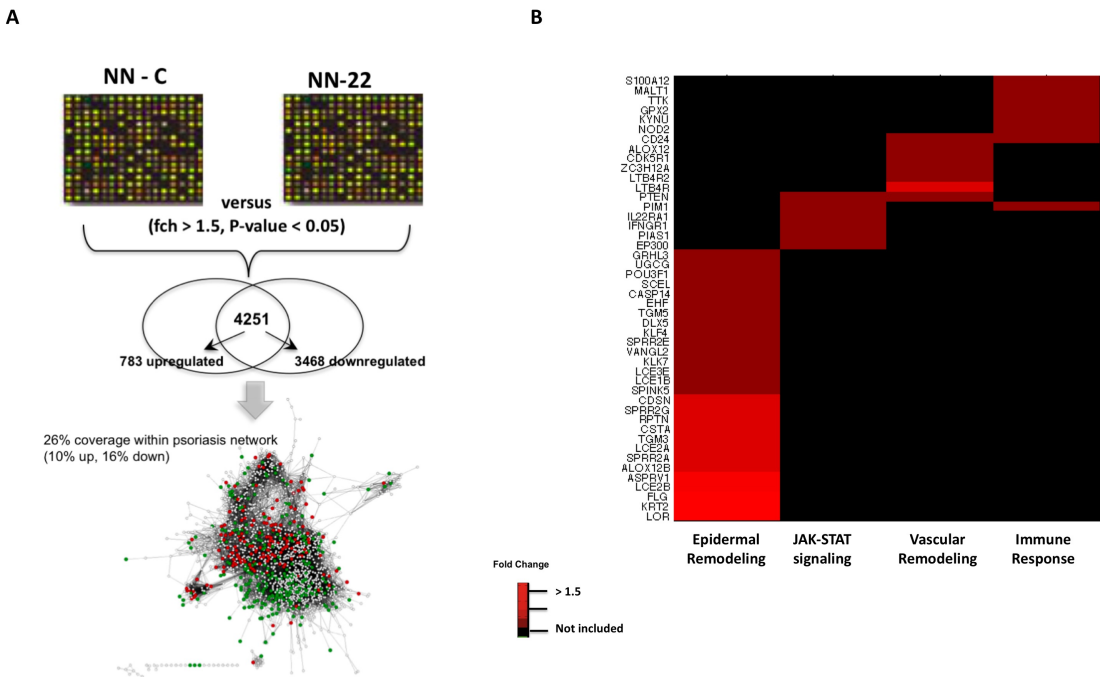 A
B
NN - C
NN-22
versus
(fch > 1.5, P-value < 0.05)
4251
783 upregulated
3468 downregulated
26% coverage within psoriasis network
(10% up, 16% down)
S100A12
MALT1
TTK
GPX2
KYNU
NOD2
CD24
ALOX12
CDK5R1
ZC3H12A
LTB4R2
LTB4R
PTEN
PIM1
IL22RA1
IFNGR1
PIAS1
EP300
GRHL3
UGCG
POU3F1
SCEL
CASP14
EHF
TGM5
DLX5
KLF4
SPRR2E
VANGL2
KLK7
LCE3E
LCE1B
SPINK5
CDSN
SPRR2G
RPTN
CSTA
TGM3
LCE2A
SPRR2A
ALOX12B
ASPRV1
LCE2B
FLG
KRT2
LOR
Epidermal
Remodeling
JAK-STAT
signaling
Vascular
Remodeling
Immune
Response
Fold Change
> 1.5
Not included